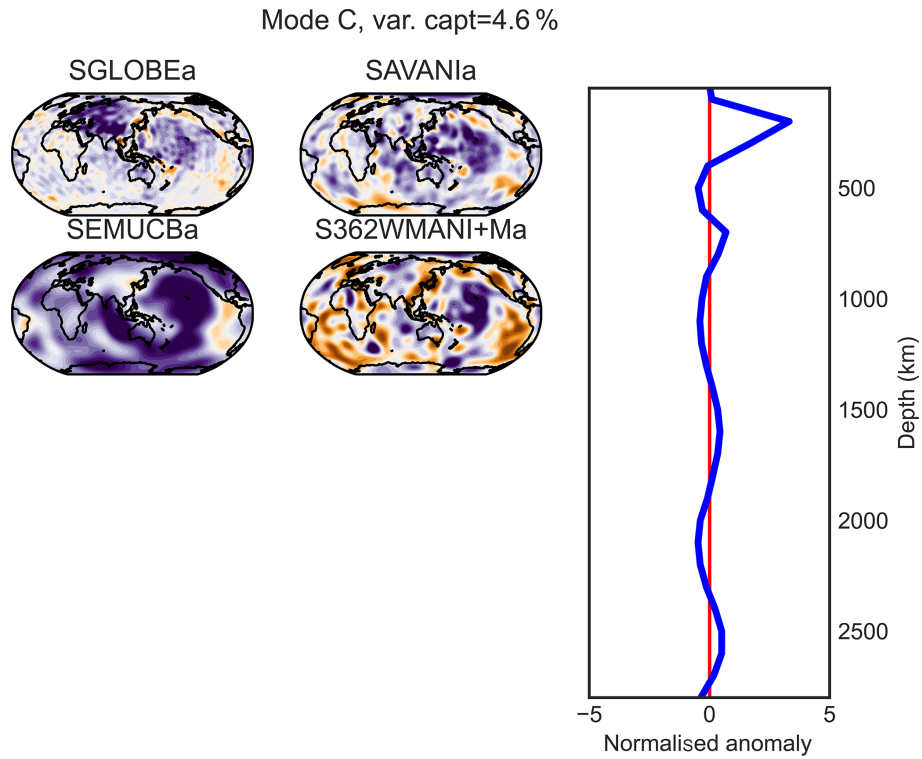 Mode C, var. capt=4.6 %
SGLOBEa
SAVANIa
SEMUCBa
S362WMANI+Ma
500
1000
1500
2000
2500
Depth (km)
−5
0
5
Normalised anomaly